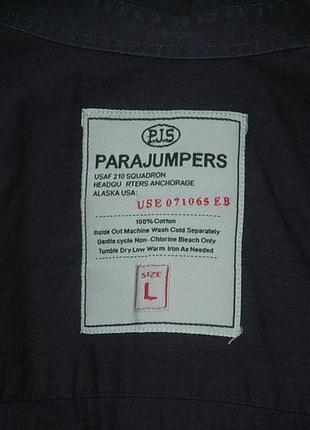 P.J.S
PARAJUMPERS
USAF 210 SQUADRON
HEADQU RTERS ANCHORAGE
ALASKA USA:
USE 071065 EB
100% Cotton
Inside Out Machine Wash Cold Separately
Gentle cycle Non- Chlorine Bleach Only
Tumble Dry Low Warm Iron As Needed
SIZE
L